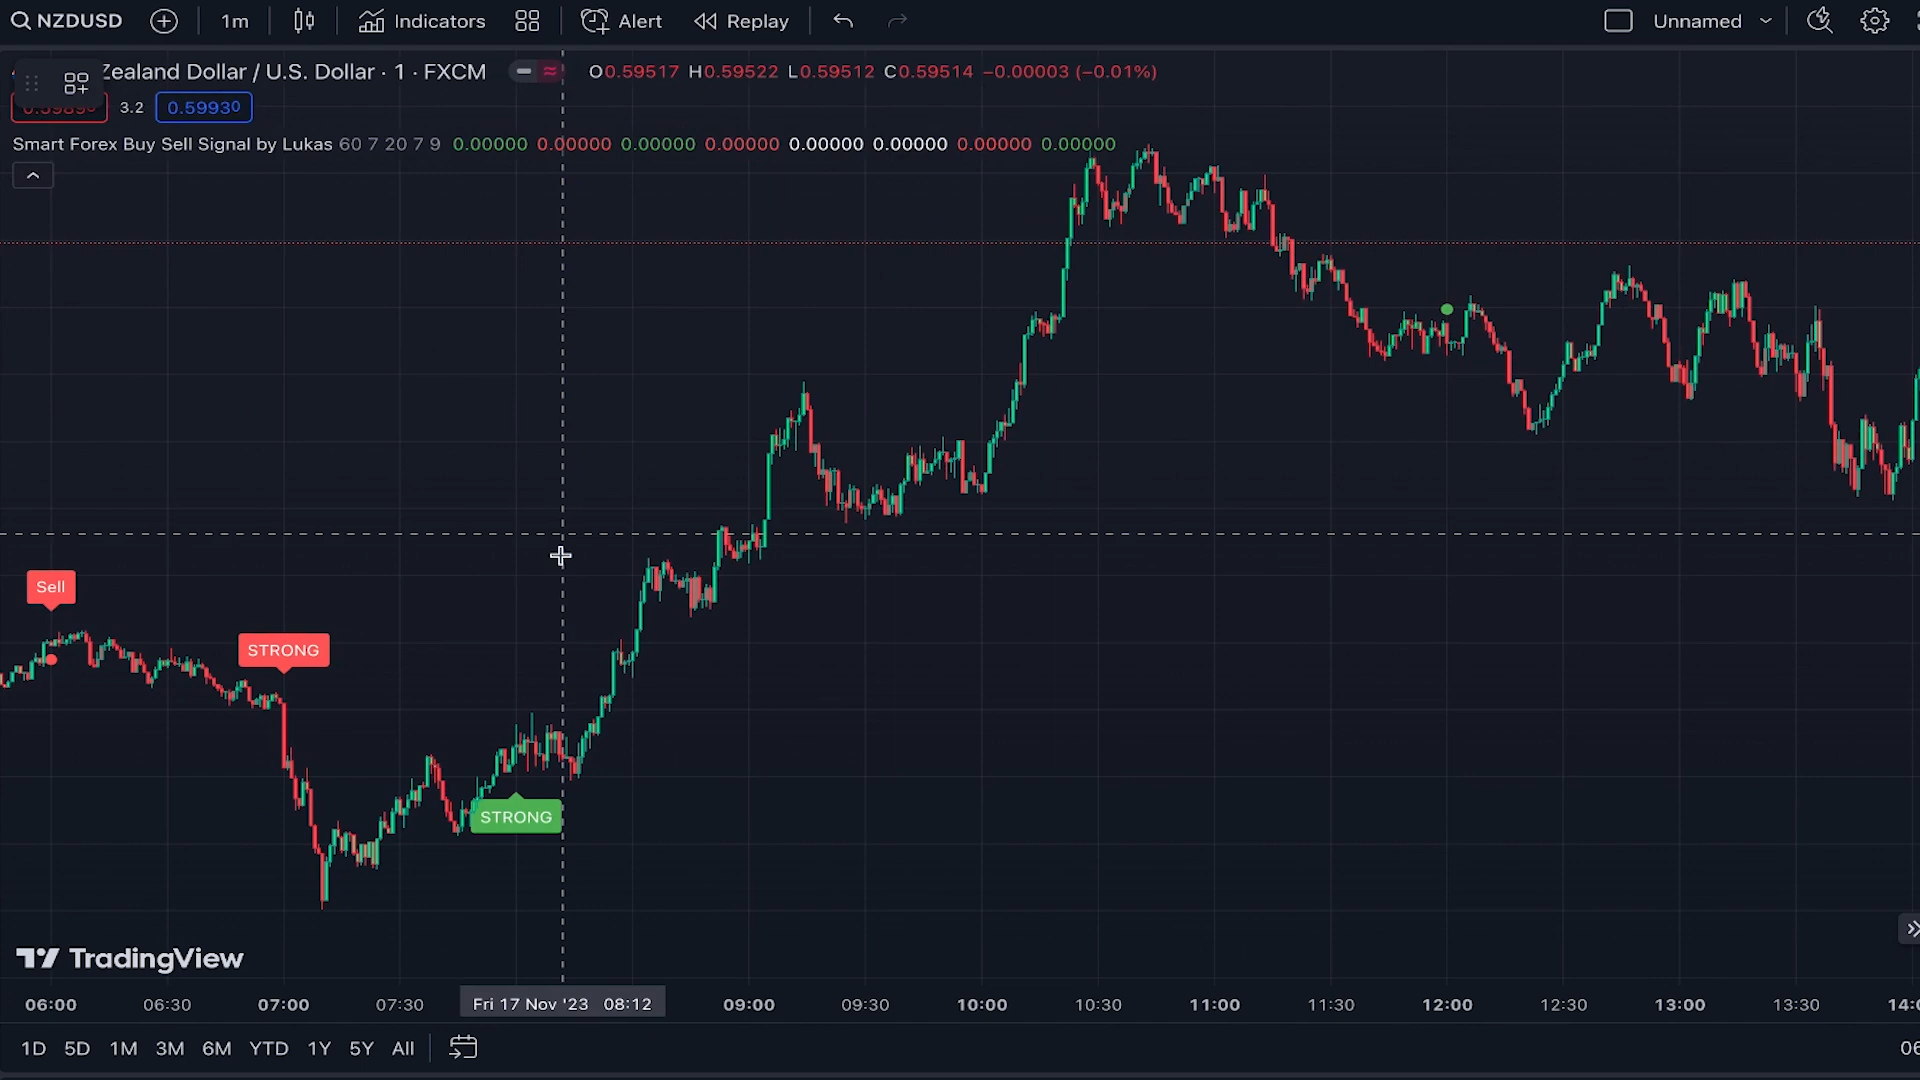 NZDUSD 1m Indicators Alert Replay Unnamed
Zealand Dollar / U.S. Dollar · 1 · FXCM O0.59517 H0.59522 L0.59512 C0.59514 −0.00003 (−0.01%)
3.2 0.59930
Smart Forex Buy Sell Signal by Lukas 60 7 20 7 9 0.00000 0.00000 0.00000 0.00000 0.00000 0.00000 0.00000 0.00000
Sell
STRONG
STRONG
TradingView
06:00 06:30 07:00 07:30 Fri 17 Nov '23 08:12 09:00 09:30 10:00 10:30 11:00 11:30 12:00 12:30 13:00 13:30
1D 5D 1M 3M 6M YTD 1Y 5Y All